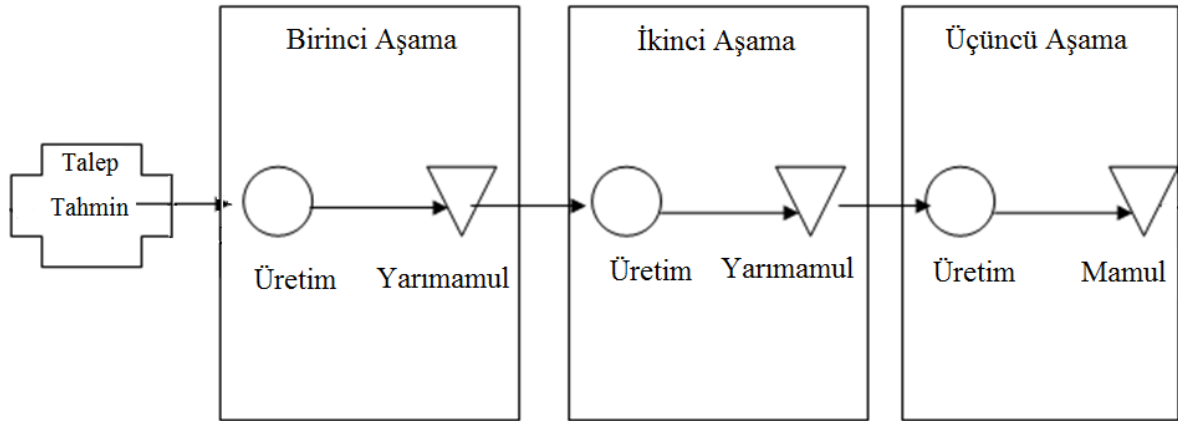 Birinci Aşama
İkinci Aşama
Üçüncü Aşama
Talep
Tahmin
Üretim
Yarımamul
Üretim
Yarımamul
Üretim
Mamul